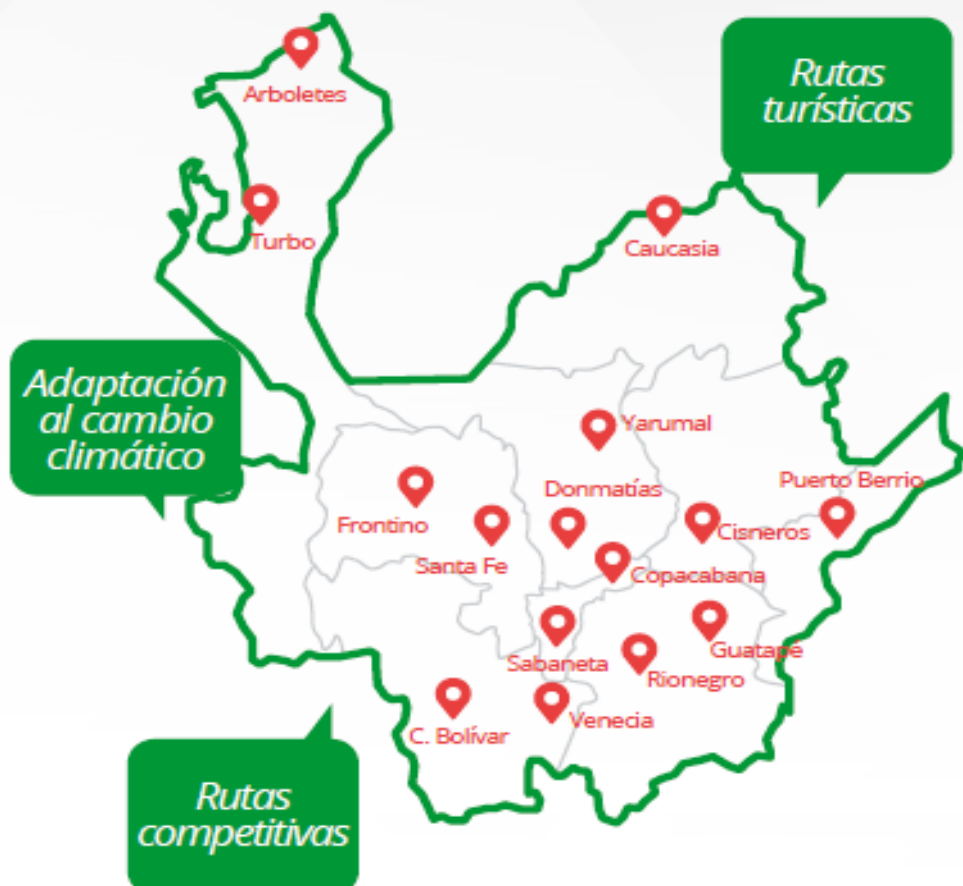 Arboletes
Rutas
turísticas
Turbo
Caucasia
Adaptación
al cambio
climático
Yarumal
Puerto Berrio
Donmatías
Frontino
Cisneros
Santa Fe
Copacabana
Guatapé
Sabaneta
Rionegro
Venecia
C. Bolívar
Rutas
competitivas